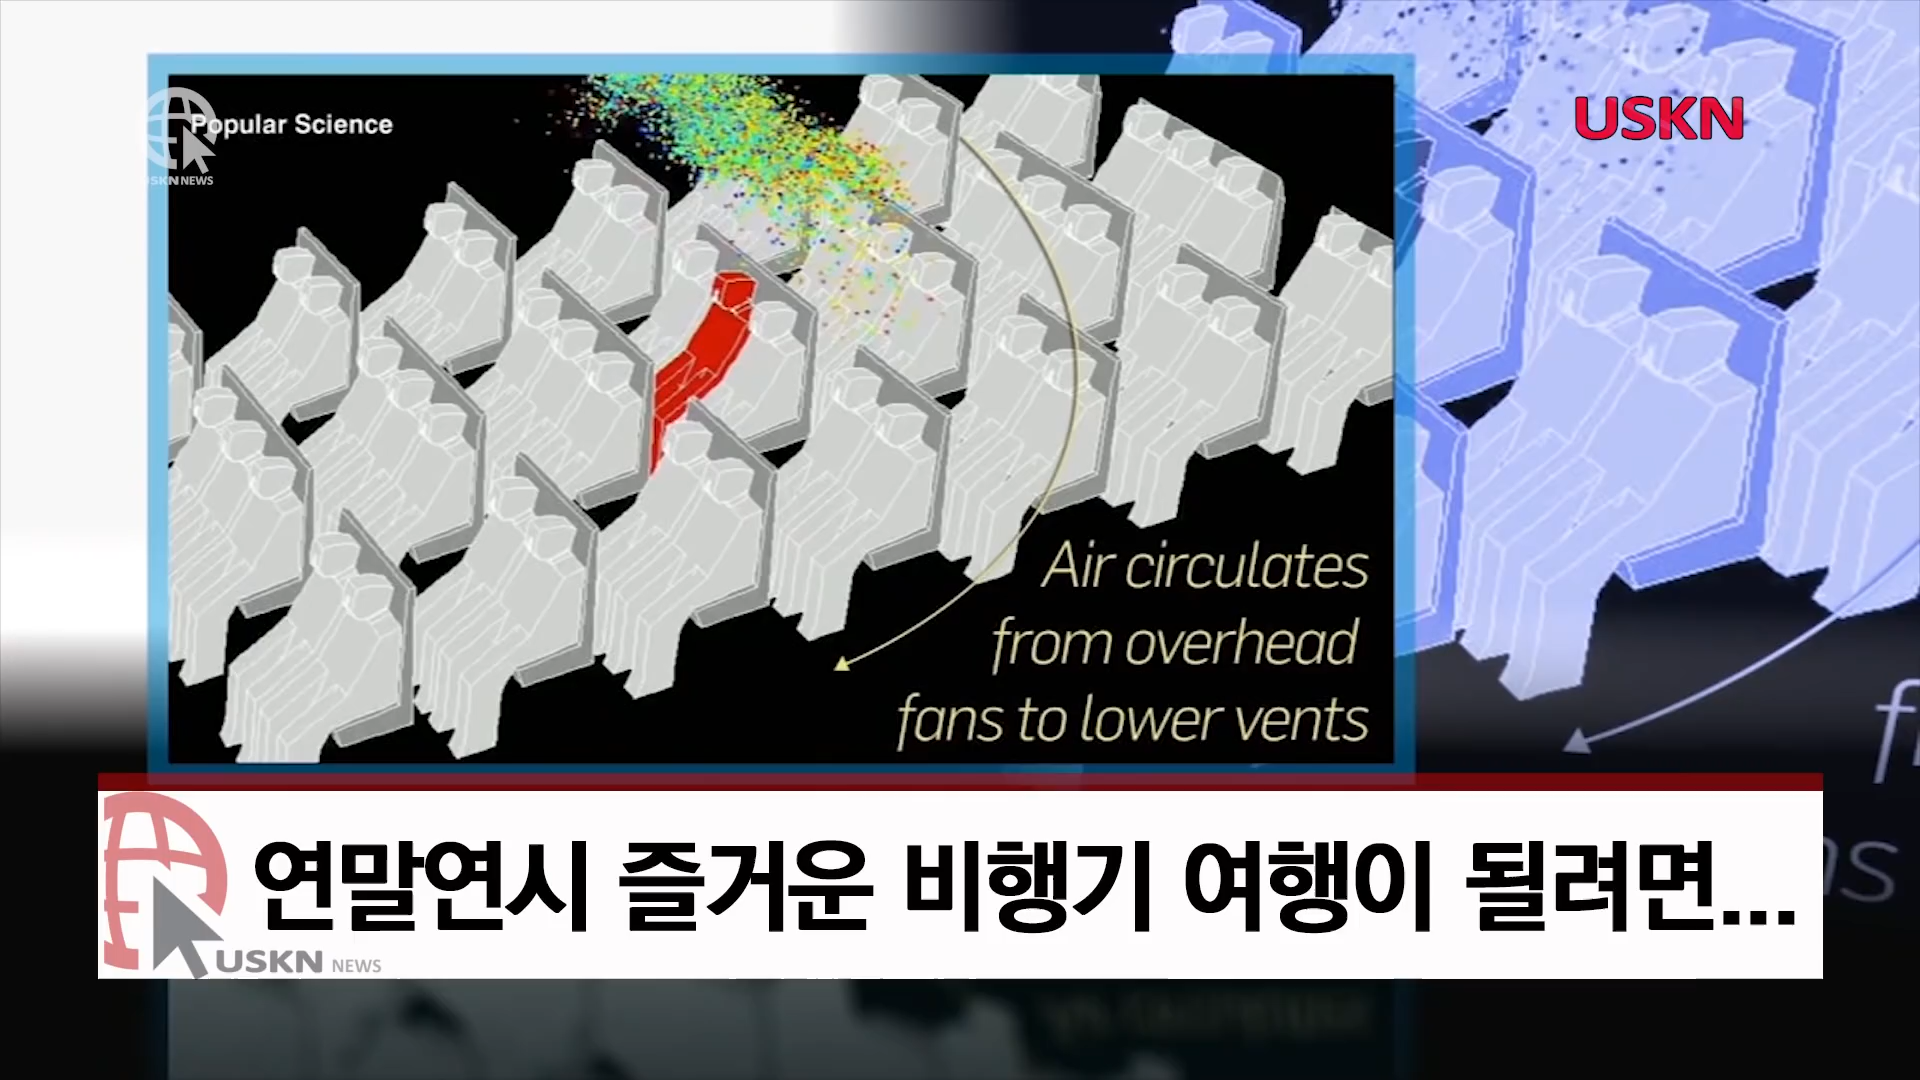 Popular Science
USKN NEWS
USKN
Air circulates
from overhead
fans to lower vents
연말연시 즐거운 비행기 여행이 될려면...
USKN NEWS